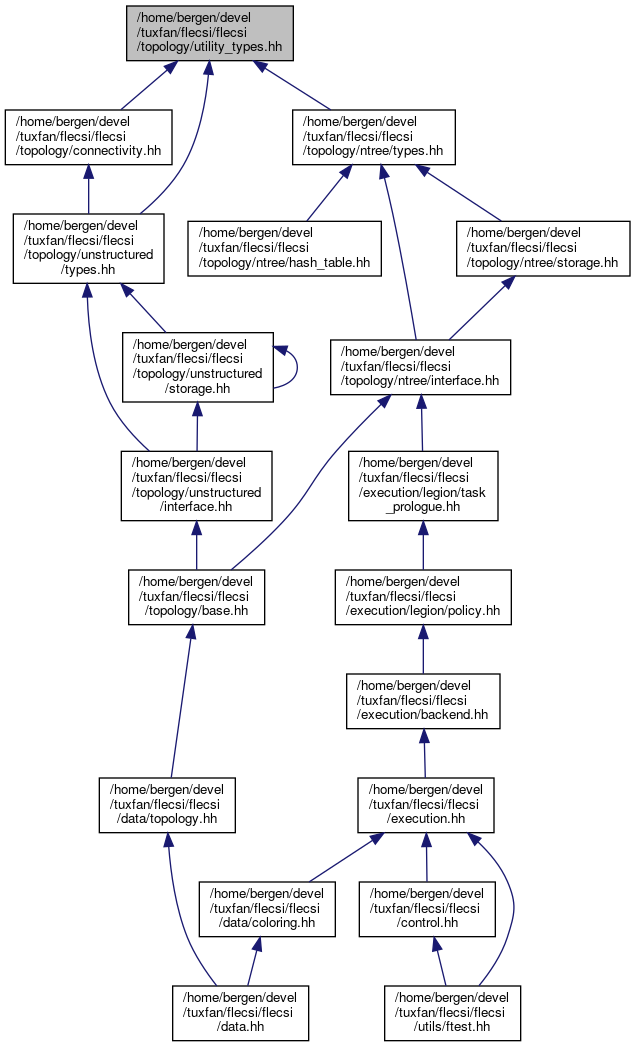 /home/bergen/devel
/tuxfan/flecsi/flecsi
/topology/utility_types.hh
/home/bergen/devel
/tuxfan/flecsi/flecsi
/topology/connectivity.hh
/home/bergen/devel
/tuxfan/flecsi/flecsi
/topology/ntree/types.hh
/home/bergen/devel
/tuxfan/flecsi/flecsi
/topology/unstructured
/types.hh
/home/bergen/devel
/tuxfan/flecsi/flecsi
/topology/ntree/hash_table.hh
/home/bergen/devel
/tuxfan/flecsi/flecsi
/topology/ntree/storage.hh
/home/bergen/devel
/tuxfan/flecsi/flecsi
/topology/unstructured
/storage.hh
/home/bergen/devel
/tuxfan/flecsi/flecsi
/topology/ntree/interface.hh
/home/bergen/devel
/tuxfan/flecsi/flecsi
/topology/unstructured
/interface.hh
/home/bergen/devel
/tuxfan/flecsi/flecsi
/execution/legion/task
_prologue.hh
/home/bergen/devel
/tuxfan/flecsi/flecsi
/topology/base.hh
/home/bergen/devel
/tuxfan/flecsi/flecsi
/execution/legion/policy.hh
/home/bergen/devel
/tuxfan/flecsi/flecsi
/execution/backend.hh
/home/bergen/devel
/tuxfan/flecsi/flecsi
/data/topology.hh
/home/bergen/devel
/tuxfan/flecsi/flecsi
/execution.hh
/home/bergen/devel
/tuxfan/flecsi/flecsi
/data/coloring.hh
/home/bergen/devel
/tuxfan/flecsi/flecsi
/control.hh
/home/bergen/devel
/tuxfan/flecsi/flecsi
/data.hh
/home/bergen/devel
/tuxfan/flecsi/flecsi
/utils/ftest.hh